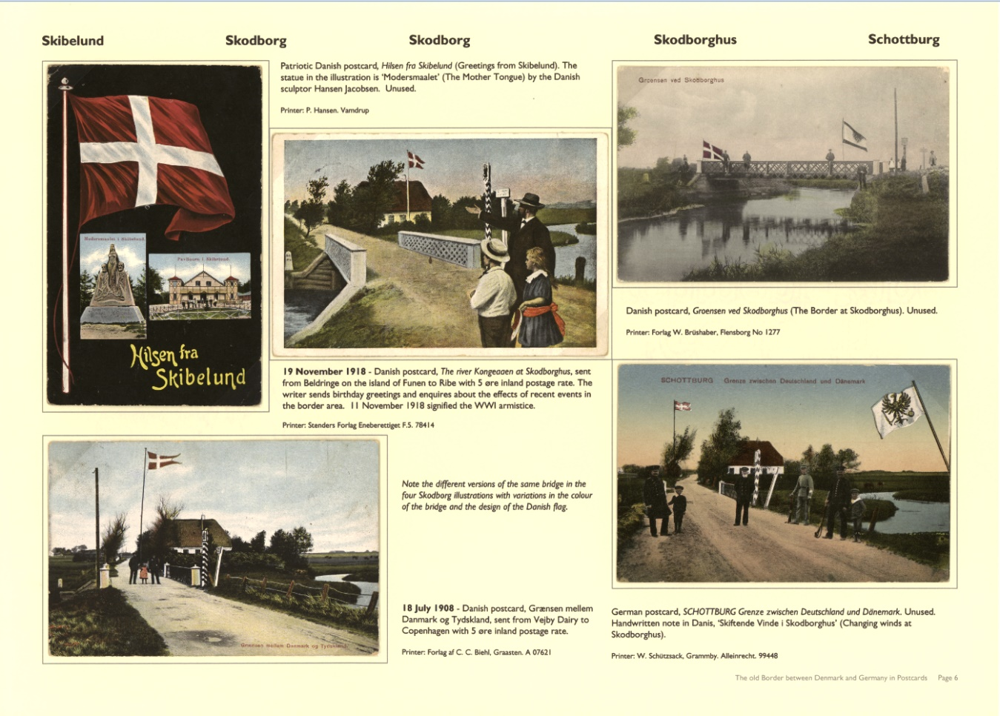 Skibelund
Skodborg
Skodborg
Skodborghus
Schottburg
Patriotic Danish postcard, Hilsen fra Skibelund (Greetings from Skibelund). The
statue in the illustration is ‘Modersmaalet’ (The Mother Tongue) by the Danish
sculptor Hansen Jacobsen. Unused.
Printer: P. Hansen. Vamdrup
Modersmaalet i Skibelund.
Pavillonen i Skibelund.
Hilsen fra
Skibelund
19 November 1918 - Danish postcard, The river Kongeaaen at Skodborghus, sent
from Beldringe on the island of Funen to Ribe with 5 øre inland postage rate. The
writer sends birthday greetings and enquires about the effects of recent events in
the border area. 11 November 1918 signified the WWI armistice.
Printer: Stenders Forlag Eneberettiget F.S. 78414
Groensen ved Skodborghus
Danish postcard, Groensen ved Skodborghus (The Border at Skodborghus). Unused.
Printer: Forlag W. Brüshaber, Flensborg No 1277
SCHOTTBURG Grenze zwischen Deutschland und Dänemark
German postcard, SCHOTTBURG Grenze zwischen Deutschland und Dänemark. Unused.
Handwritten note in Danis, ‘Skiftende Vinde i Skodborghus’ (Changing winds at
Skodborghus).
Printer: W. Schützsack, Grammby. Alleinrecht. 99448
Note the different versions of the same bridge in the
four Skodborg illustrations with variations in the colour
of the bridge and the design of the Danish flag.
Grænsen mellem Danmark og Tydskland.
18 July 1908 - Danish postcard, Grænsen mellem
Danmark og Tydskland, sent from Vejby Dairy to
Copenhagen with 5 øre inland postage rate.
Printer: Forlag af C. C. Biehl, Graasten. A 07621
The old Border between Denmark and Germany in Postcards Page 6